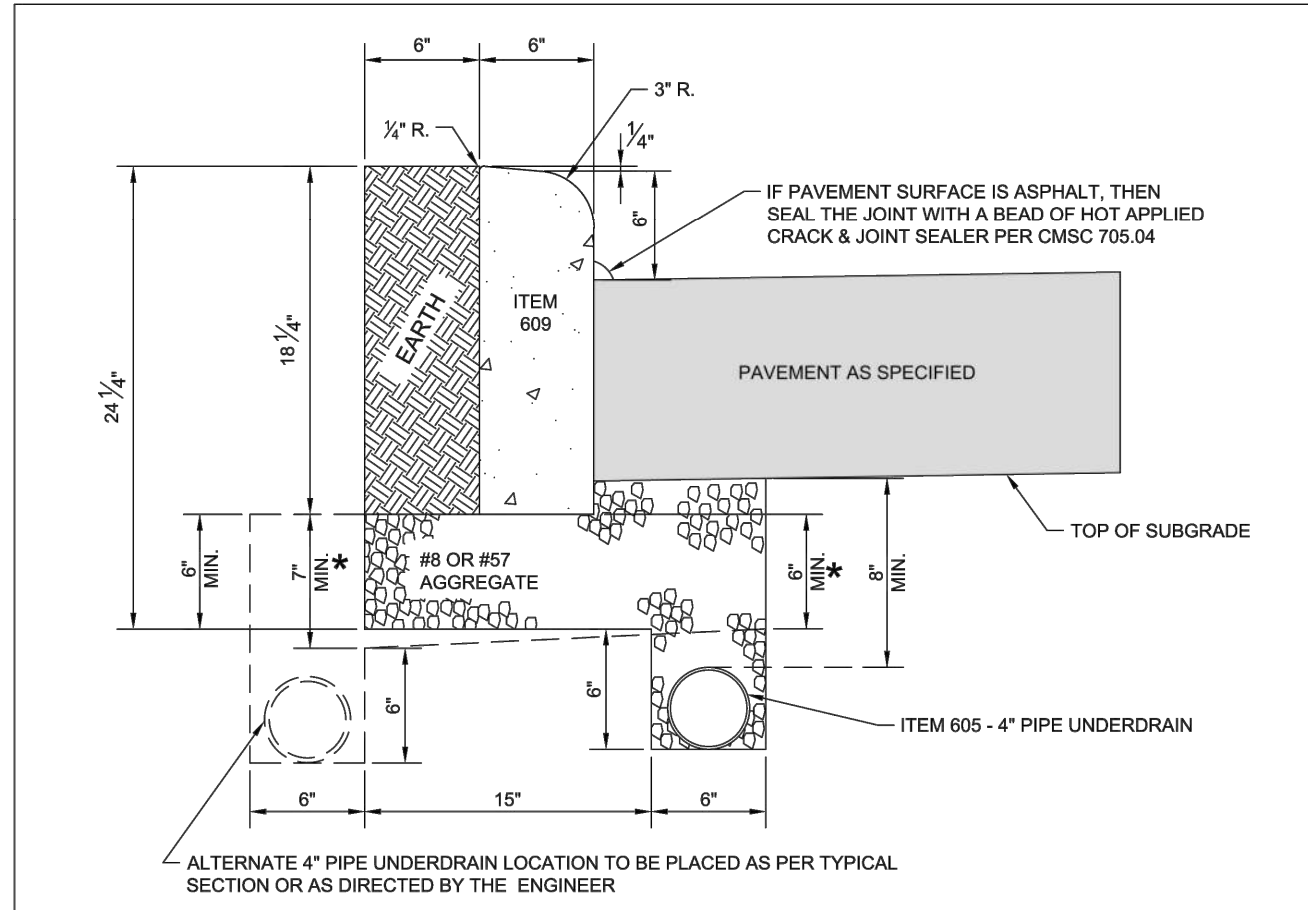 6"
6"
3" R.
1/4" R.
1/4"
IF PAVEMENT SURFACE IS ASPHALT, THEN
SEAL THE JOINT WITH A BEAD OF HOT APPLIED
CRACK & JOINT SEALER PER CMSC 705.04
6"
24 1/4"
18 1/4"
EARTH
ITEM
609
PAVEMENT AS SPECIFIED
TOP OF SUBGRADE
6"
MIN.
7"
MIN.*
#8 OR #57
AGGREGATE
6"
MIN.*
8"
MIN.
6"
6"
ITEM 605 - 4" PIPE UNDERDRAIN
6"
15"
6"
ALTERNATE 4" PIPE UNDERDRAIN LOCATION TO BE PLACED AS PER TYPICAL
SECTION OR AS DIRECTED BY THE ENGINEER